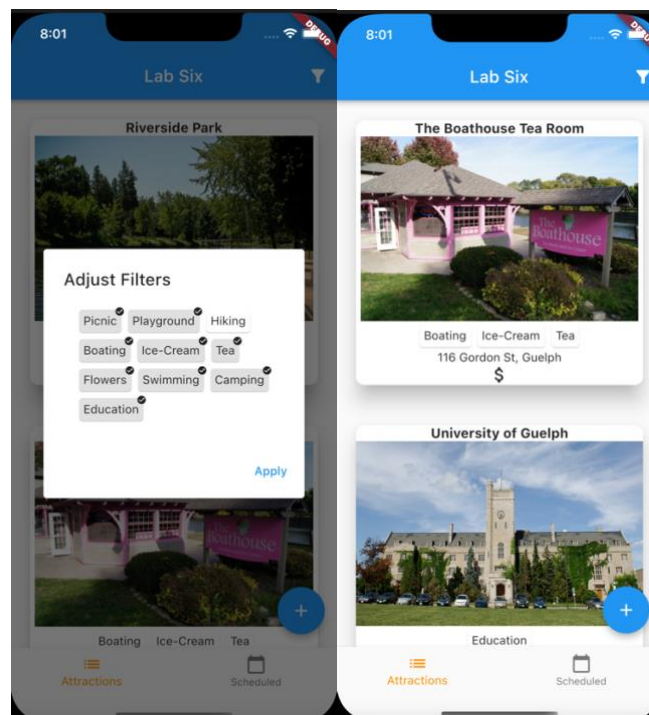 8:01
DEBUG
Lab Six
Riverside Park
Adjust Filters
Picnic Playground Hiking
Boating Ice-Cream Tea
Flowers Swimming Camping
Education
Apply
The Boathouse
+
Boating Ice-Cream Tea
Attractions Scheduled
8:01
DEBUG
Lab Six
The Boathouse Tea Room
The
Boathouse
Boating Ice-Cream Tea
116 Gordon St, Guelph
$
University of Guelph
+
Education
Attractions Scheduled